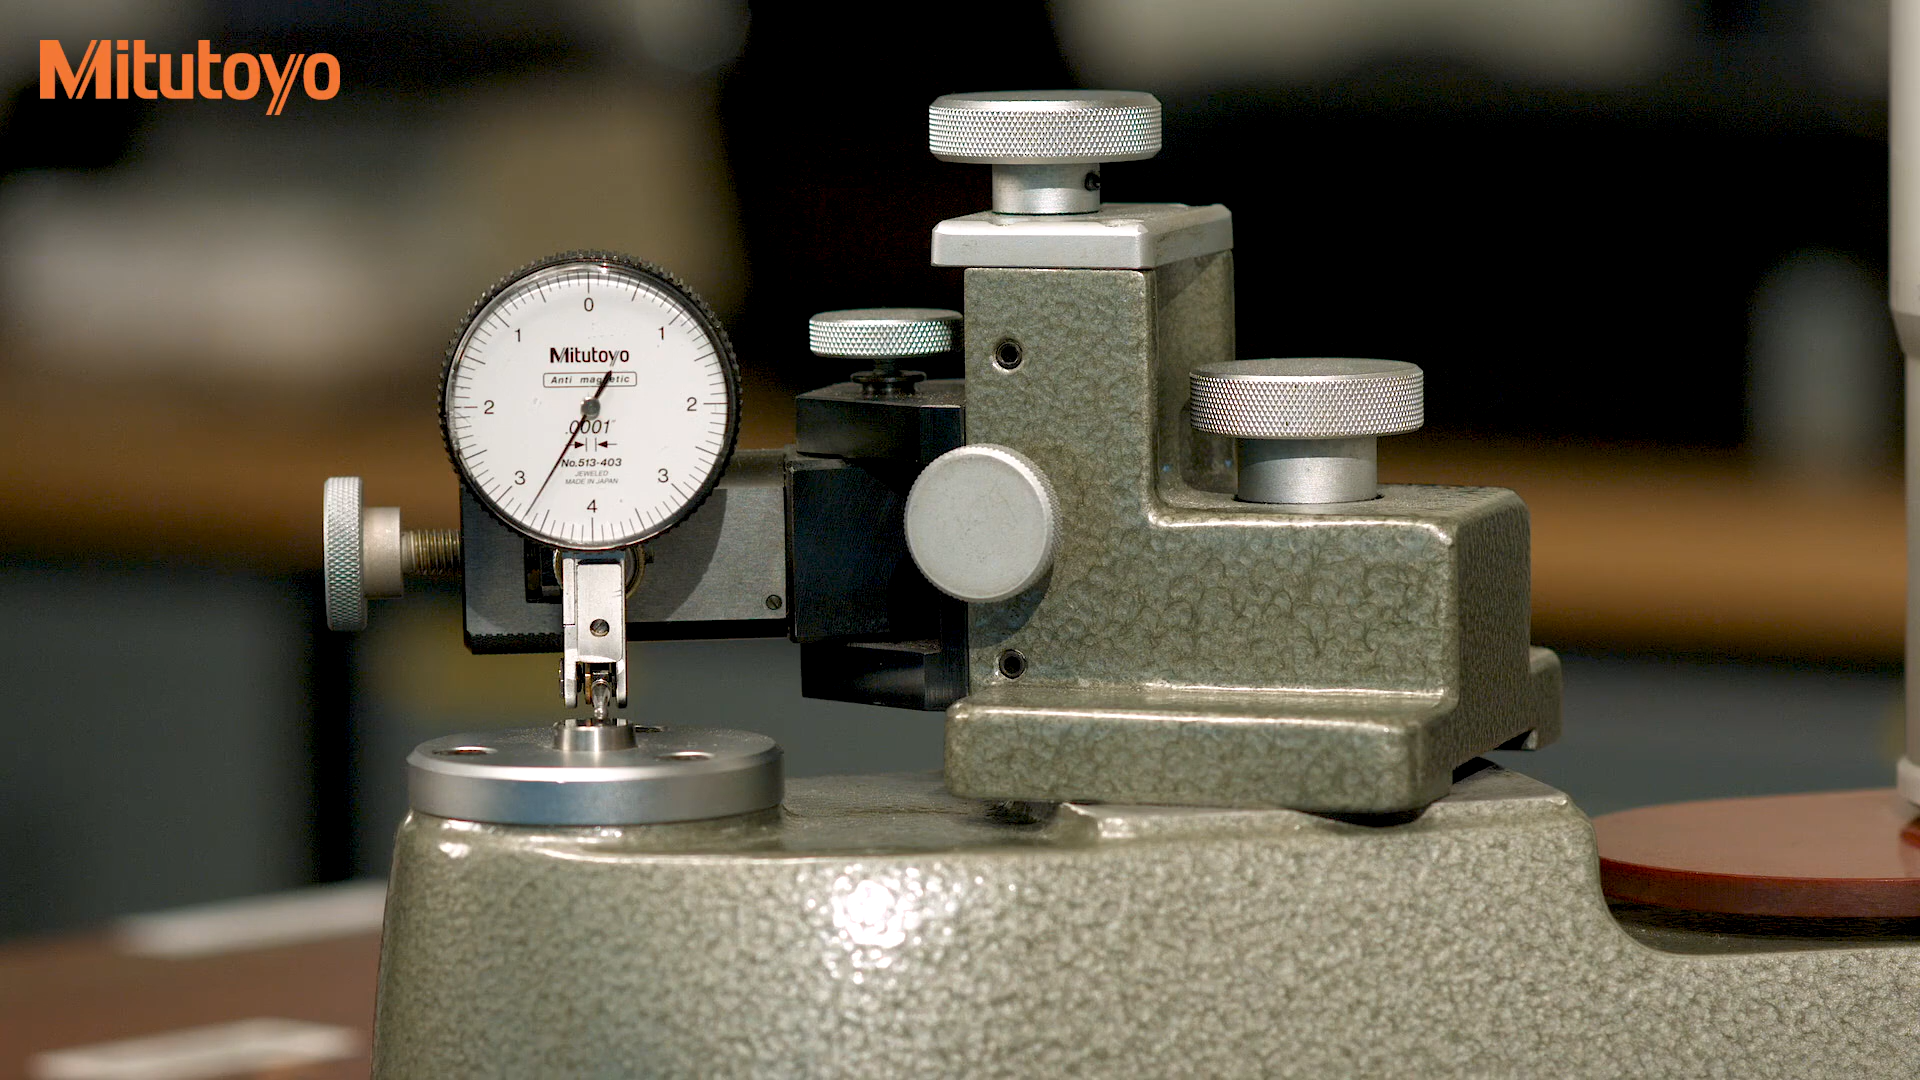 Mitutoyo
0
1 1
Mitutoyo
Anti magnetic
2 2
.0001"
No.513-403
3 3
JEWELED
MADE IN JAPAN
4